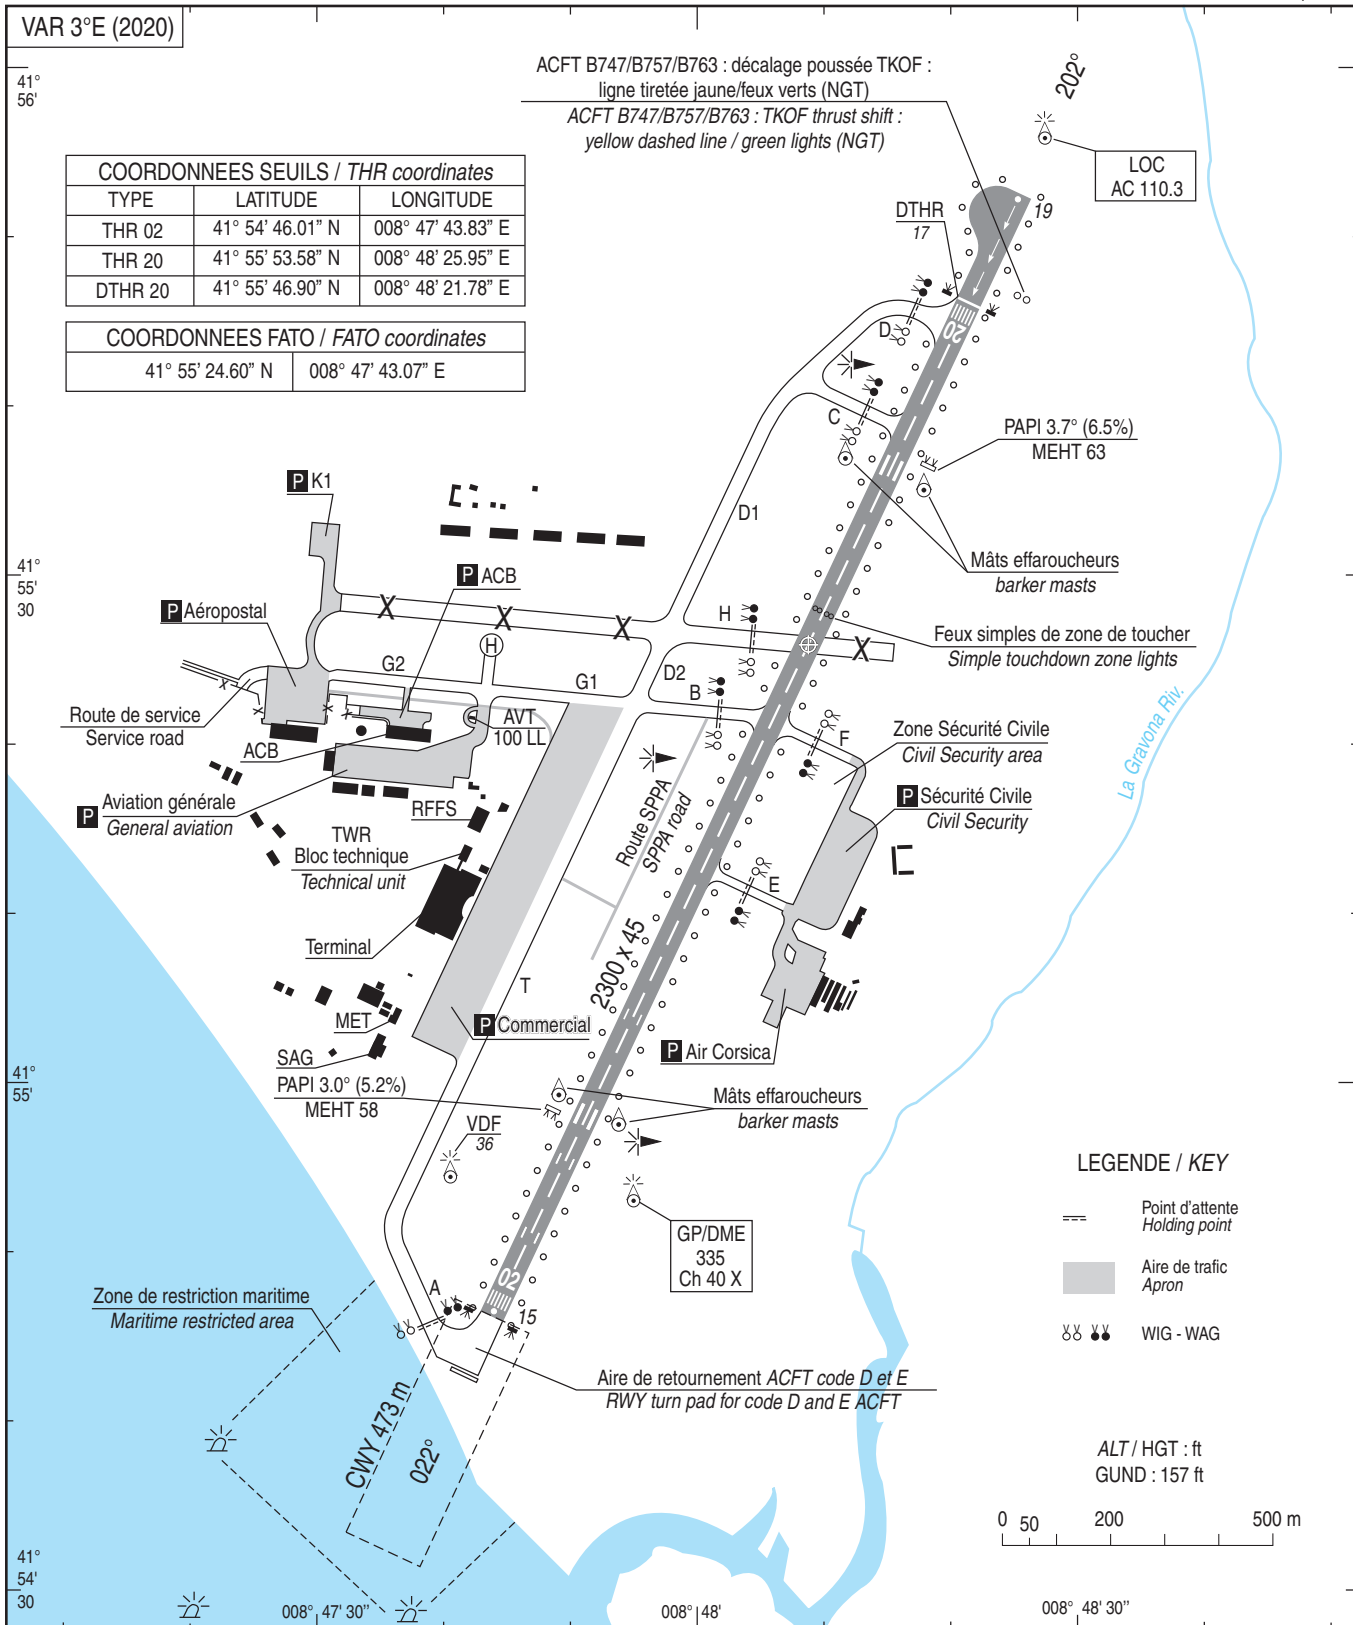 VAR 3°E (2020)
41°
56'
ACFT B747/B757/B763 : décalage poussée TKOF :
ligne tiretée jaune/feux verts (NGT)
ACFT B747/B757/B763 : TKOF thrust shift :
yellow dashed line / green lights (NGT)
202°
LOC
AC 110.3
COORDONNEES SEUILS / THR coordinates
TYPE LATITUDE LONGITUDE
THR 02 41° 54' 46.01" N 008° 47' 43.83" E
THR 20 41° 55' 53.58" N 008° 48' 25.95" E
DTHR 20 41° 55' 46.90" N 008° 48' 21.78" E
COORDONNEES FATO / FATO coordinates
41° 55' 24.60" N 008° 47' 43.07" E
DTHR
17
19
20
D
C
PAPI 3.7° (6.5%)
MEHT 63
P K1
D1
Mâts effaroucheurs
barker masts
41°
55'
30
P ACB
P Aéropostal
X X X X
H
H
Feux simples de zone de toucher
Simple touchdown zone lights
G2
G1
D2
B
Route de service
Service road
ACB
AVT
100 LL
F
Zone Sécurité Civile
Civil Security area
La Gravona Riv.
P Aviation générale
General aviation
RFFS
Route SPPA
SPPA road
P Sécurité Civile
Civil Security
TWR
Bloc technique
Technical unit
E
Terminal
2300 x 45
T
MET
P Commercial
SAG
P Air Corsica
41°
55'
PAPI 3.0° (5.2%)
MEHT 58
Mâts effaroucheurs
barker masts
VDF
36
LEGENDE / KEY
Point d'attente
Holding point
Aire de trafic
Apron
WIG - WAG
GP/DME
335
Ch 40 X
Zone de restriction maritime
Maritime restricted area
A
02
15
Aire de retournement ACFT code D et E
RWY turn pad for code D and E ACFT
CWY 473 m
022°
ALT / HGT : ft
GUND : 157 ft
0 50 200 500 m
41°
54'
30
008° 47' 30"
008° 48'
008° 48' 30"